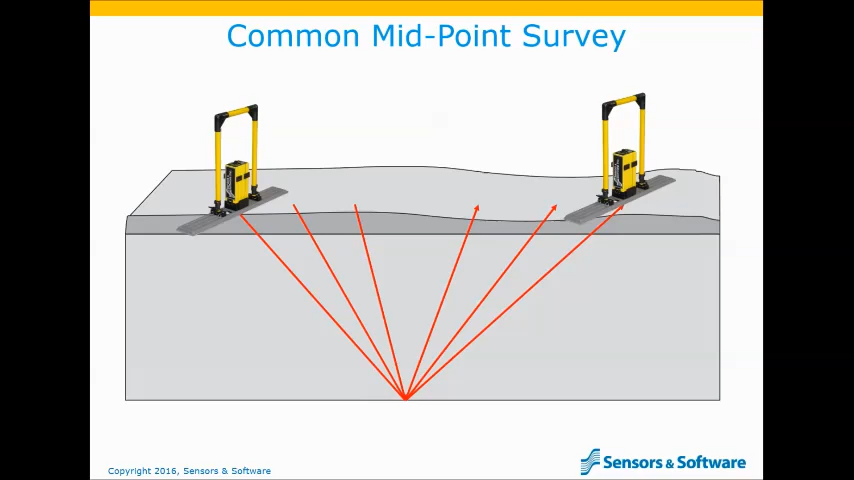 Common Mid-Point Survey
Copyright 2016, Sensors & Software
Sensors & Software